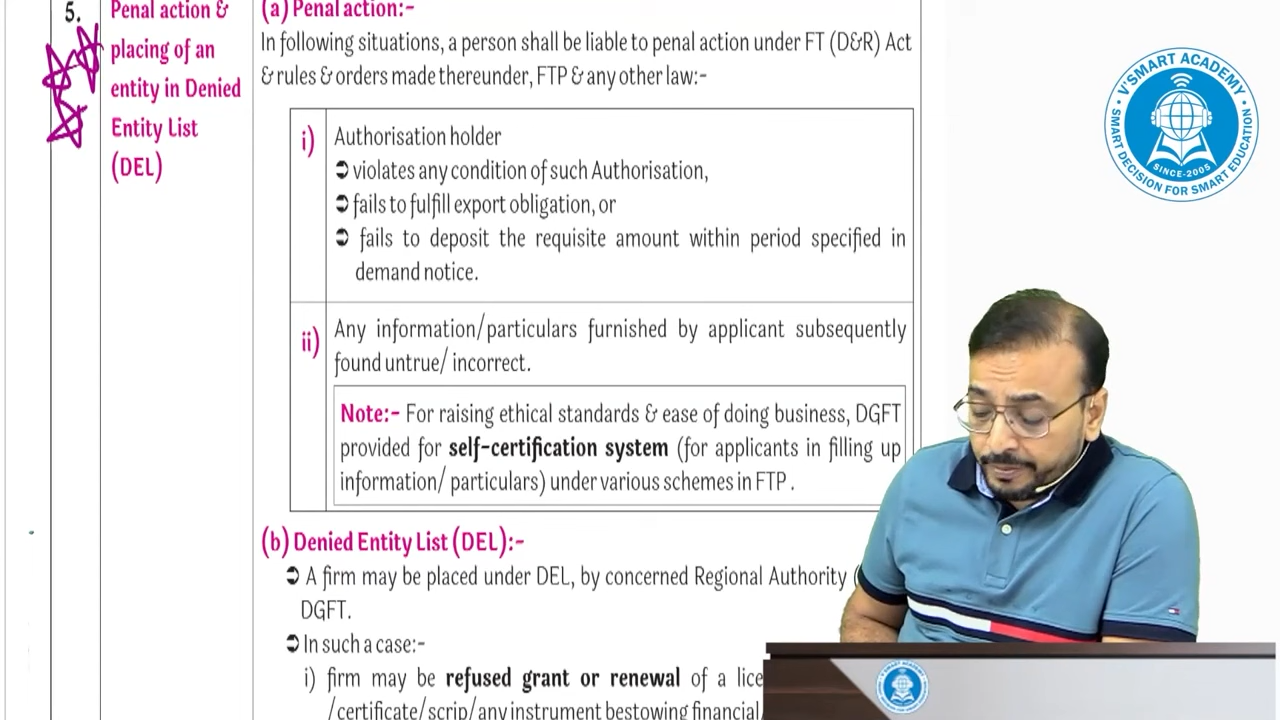 5.
Penal action &
placing of an
entity in Denied
Entity List
(DEL)
(a) Penal action:-
In following situations, a person shall be liable to penal action under FT (D&R) Act
& rules & orders made thereunder, FTP & any other law:-
i)
Authorisation holder
➲ violates any condition of such Authorisation,
➲ fails to fulfill export obligation, or
➲ fails to deposit the requisite amount within period specified in
demand notice.
ii)
Any information/particulars furnished by applicant subsequently
found untrue/ incorrect.
Note:- For raising ethical standards & ease of doing business, DGFT
provided for self-certification system (for applicants in filling up
information/ particulars) under various schemes in FTP .
(b) Denied Entity List (DEL):-
➲ A firm may be placed under DEL, by concerned Regional Authority
DGFT.
➲ In such a case:-
i) firm may be refused grant or renewal of a
/certificate/scrip/any instrument bestowing financial/
V'SMART ACADEMY
SINCE-2005
SMART DECISION FOR SMART EDUCATION